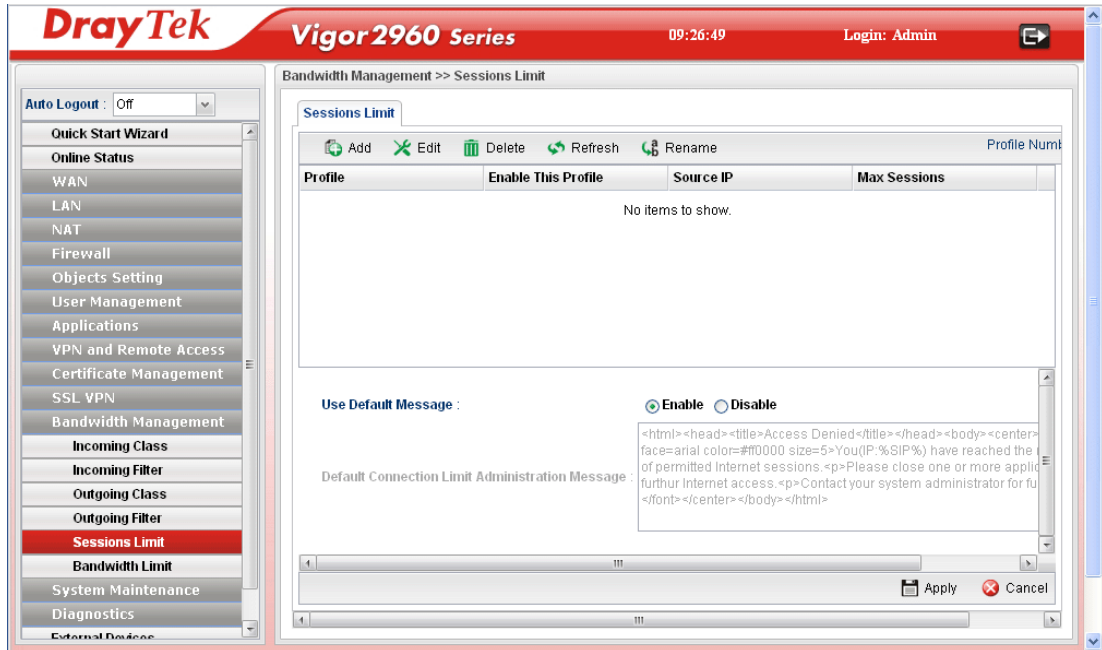 DrayTek
Vigor2960 Series
09:26:49
Login: Admin
Auto Logout : Off
Quick Start Wizard
Online Status
WAN
LAN
NAT
Firewall
Objects Setting
User Management
Applications
VPN and Remote Access
Certificate Management
SSL VPN
Bandwidth Management
Incoming Class
Incoming Filter
Outgoing Class
Outgoing Filter
Sessions Limit
Bandwidth Limit
System Maintenance
Diagnostics
External Devices
Bandwidth Management >> Sessions Limit
Sessions Limit
Add Edit Delete Refresh Rename Profile
Profile Enable This Profile Source IP Max Sessions
No items to show.
Use Default Message : Enable Disable
Default Connection Limit Administration Message :
<html><head><title>Access Denied</title></head><body><center>
face=arial color=#ff0000 size=5>You(IP:%SIP%) have reached the
of permitted Internet sessions.<p>Please close one or more
furthur Internet access.<p>Contact your system administrator for
</font></center></body></html>
Apply Cancel